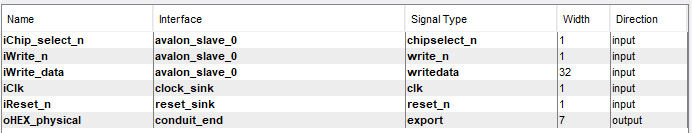 Name Interface Signal Type Width Direction
iChip_select_n avalon_slave_0 chipselect_n 1 input
iWrite_n avalon_slave_0 write_n 1 input
iWrite_data avalon_slave_0 writedata 32 input
iClk clock_sink clk 1 input
iReset_n reset_sink reset_n 1 input
oHEX_physical conduit_end export 7 output